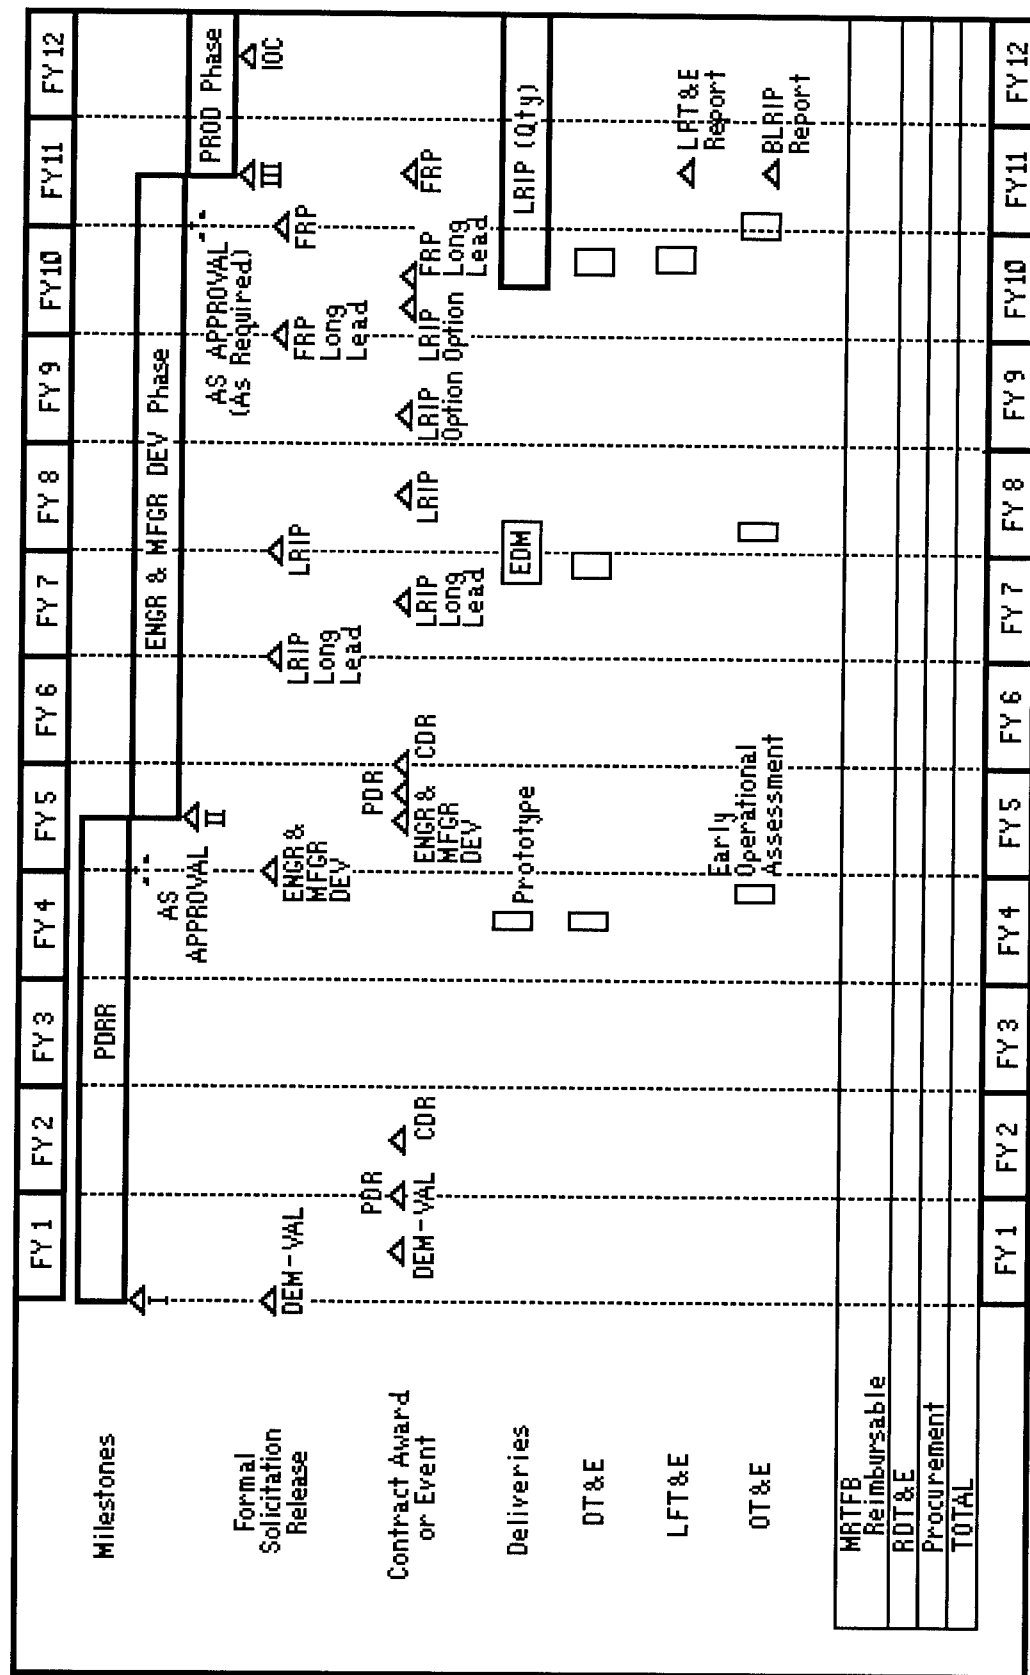 FY 1 FY 2 FY 3 FY 4 FY 5 FY 6 FY 7 FY 8 FY 9 FY10 FY11 FY 12
Milestones
PDRR
ENGR & MFGR DEV Phase
PROD Phase
I
AS
APPROVAL
II
AS APPROVAL
(As Required)
III
IOC
Formal
Solicitation
Release
DEM-VAL
ENGR &
MFGR
DEV
LRIP
Long
Lead
LRIP
FRP
Long
Lead
FRP
Contract Award
or Event
DEM-VAL
PDR
CDR
ENGR &
MFGR
DEV
PDR
CDR
LRIP
Long
Lead
LRIP
LRIP
Option
LRIP
Option
FRP
Long
Lead
FRP
Deliveries
Prototype
EDM
LRIP (Qty)
DT&E
LFT&E
LRT&E
Report
OT&E
Early
Operational
Assessment
BLRIP
Report
MRTFB
Reimbursable
RDT&E
Procurement
TOTAL
FY 1 FY 2 FY 3 FY 4 FY 5 FY 6 FY 7 FY 8 FY 9 FY10 FY11 FY 12